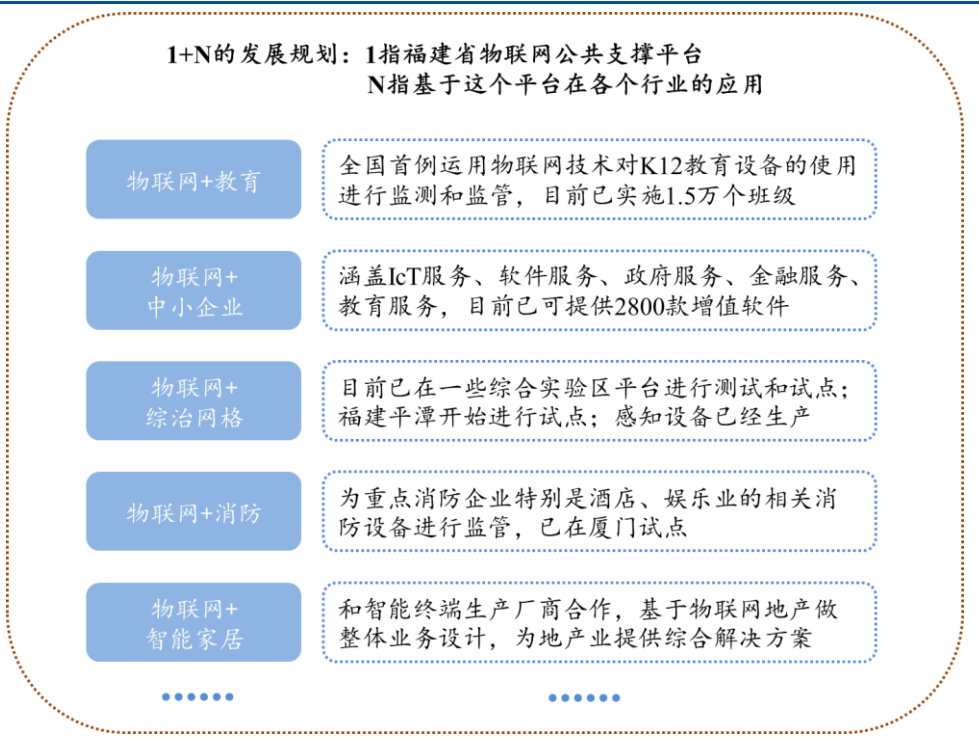 1+N的发展规划：1指福建省物联网公共支撑平台
N指基于这个平台在各个行业的应用
物联网+教育
全国首例运用物联网技术对K12教育设备的使用
进行监测和监管，目前已实施1.5万个班级
物联网+
中小企业
涵盖IcT服务、软件服务、政府服务、金融服务、
教育服务，目前已可提供2800款增值软件
物联网+
综治网格
目前已在一些综合实验区平台进行测试和试点；
福建平潭开始进行试点；感知设备已经生产
物联网+消防
为重点消防企业特别是酒店、娱乐业的相关消
防设备进行监管，已在厦门试点
物联网+
智能家居
和智能终端生产厂商合作，基于物联网地产做
整体业务设计，为地产业提供综合解决方案
······
······